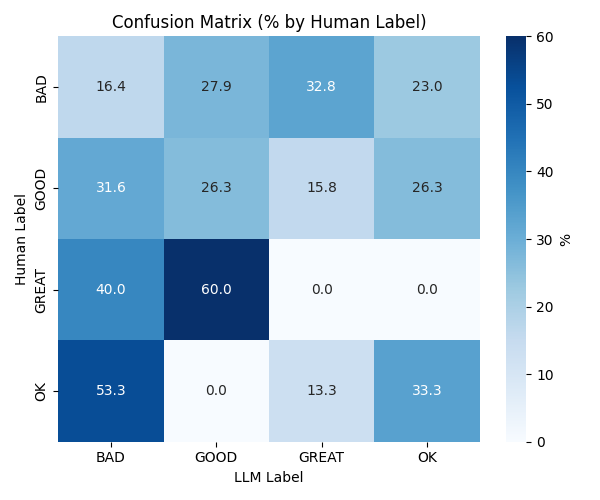 Confusion Matrix (% by Human Label)
Human Label
BAD 16.4 27.9 32.8 23.0
GOOD 31.6 26.3 15.8 26.3
GREAT 40.0 60.0 0.0 0.0
OK 53.3 0.0 13.3 33.3
BAD GOOD GREAT OK
LLM Label
60
50
40
30
20
10
0
%